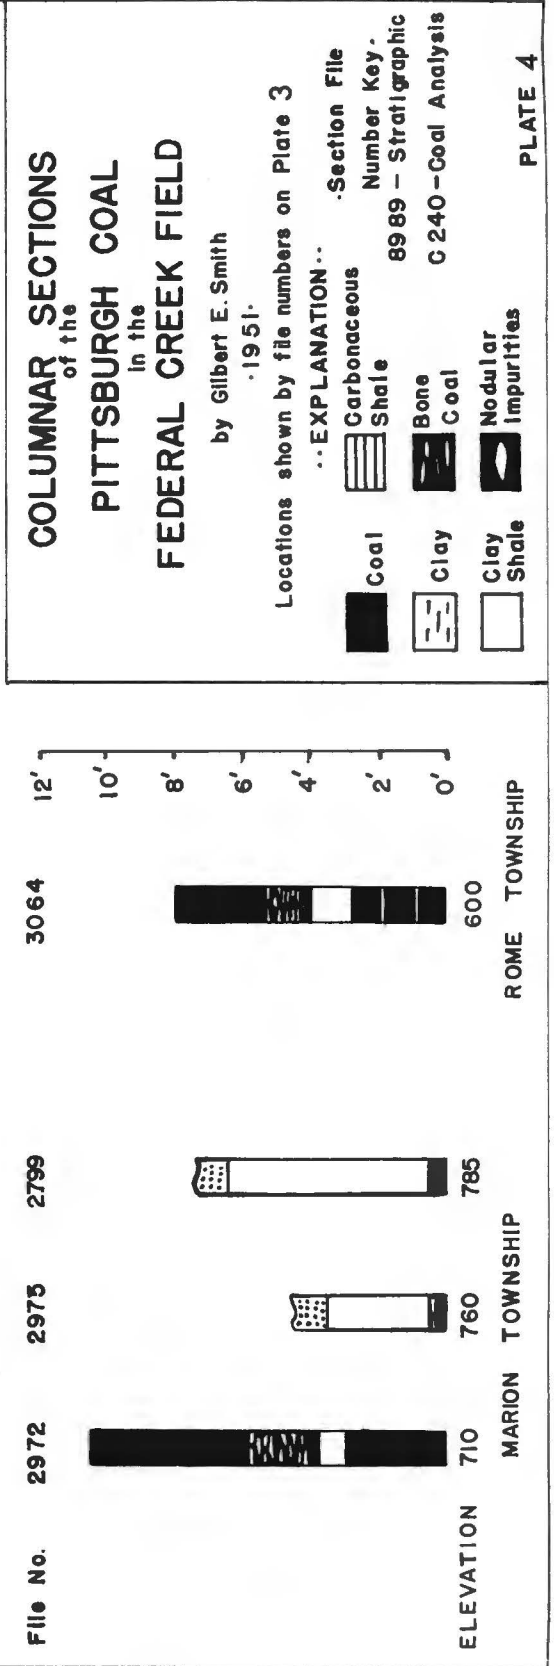 File No.
2972
2973
2799
3064
12'
10'
8'
6'
4'
2'
0'
ELEVATION
710
760
785
600
MARION TOWNSHIP
ROME TOWNSHIP
COLUMNAR SECTIONS
of the
PITTSBURGH COAL
in the
FEDERAL CREEK FIELD
by Gilbert E. Smith
·1951·
Locations shown by file numbers on Plate 3
··EXPLANATION··
Coal
Clay
Clay
Shale
Carbonaceous
Shale
Bone
Coal
Nodular
Impurities
·Section File
Number Key·
8989 – Stratigraphic
C 240–Coal Analysis
PLATE 4